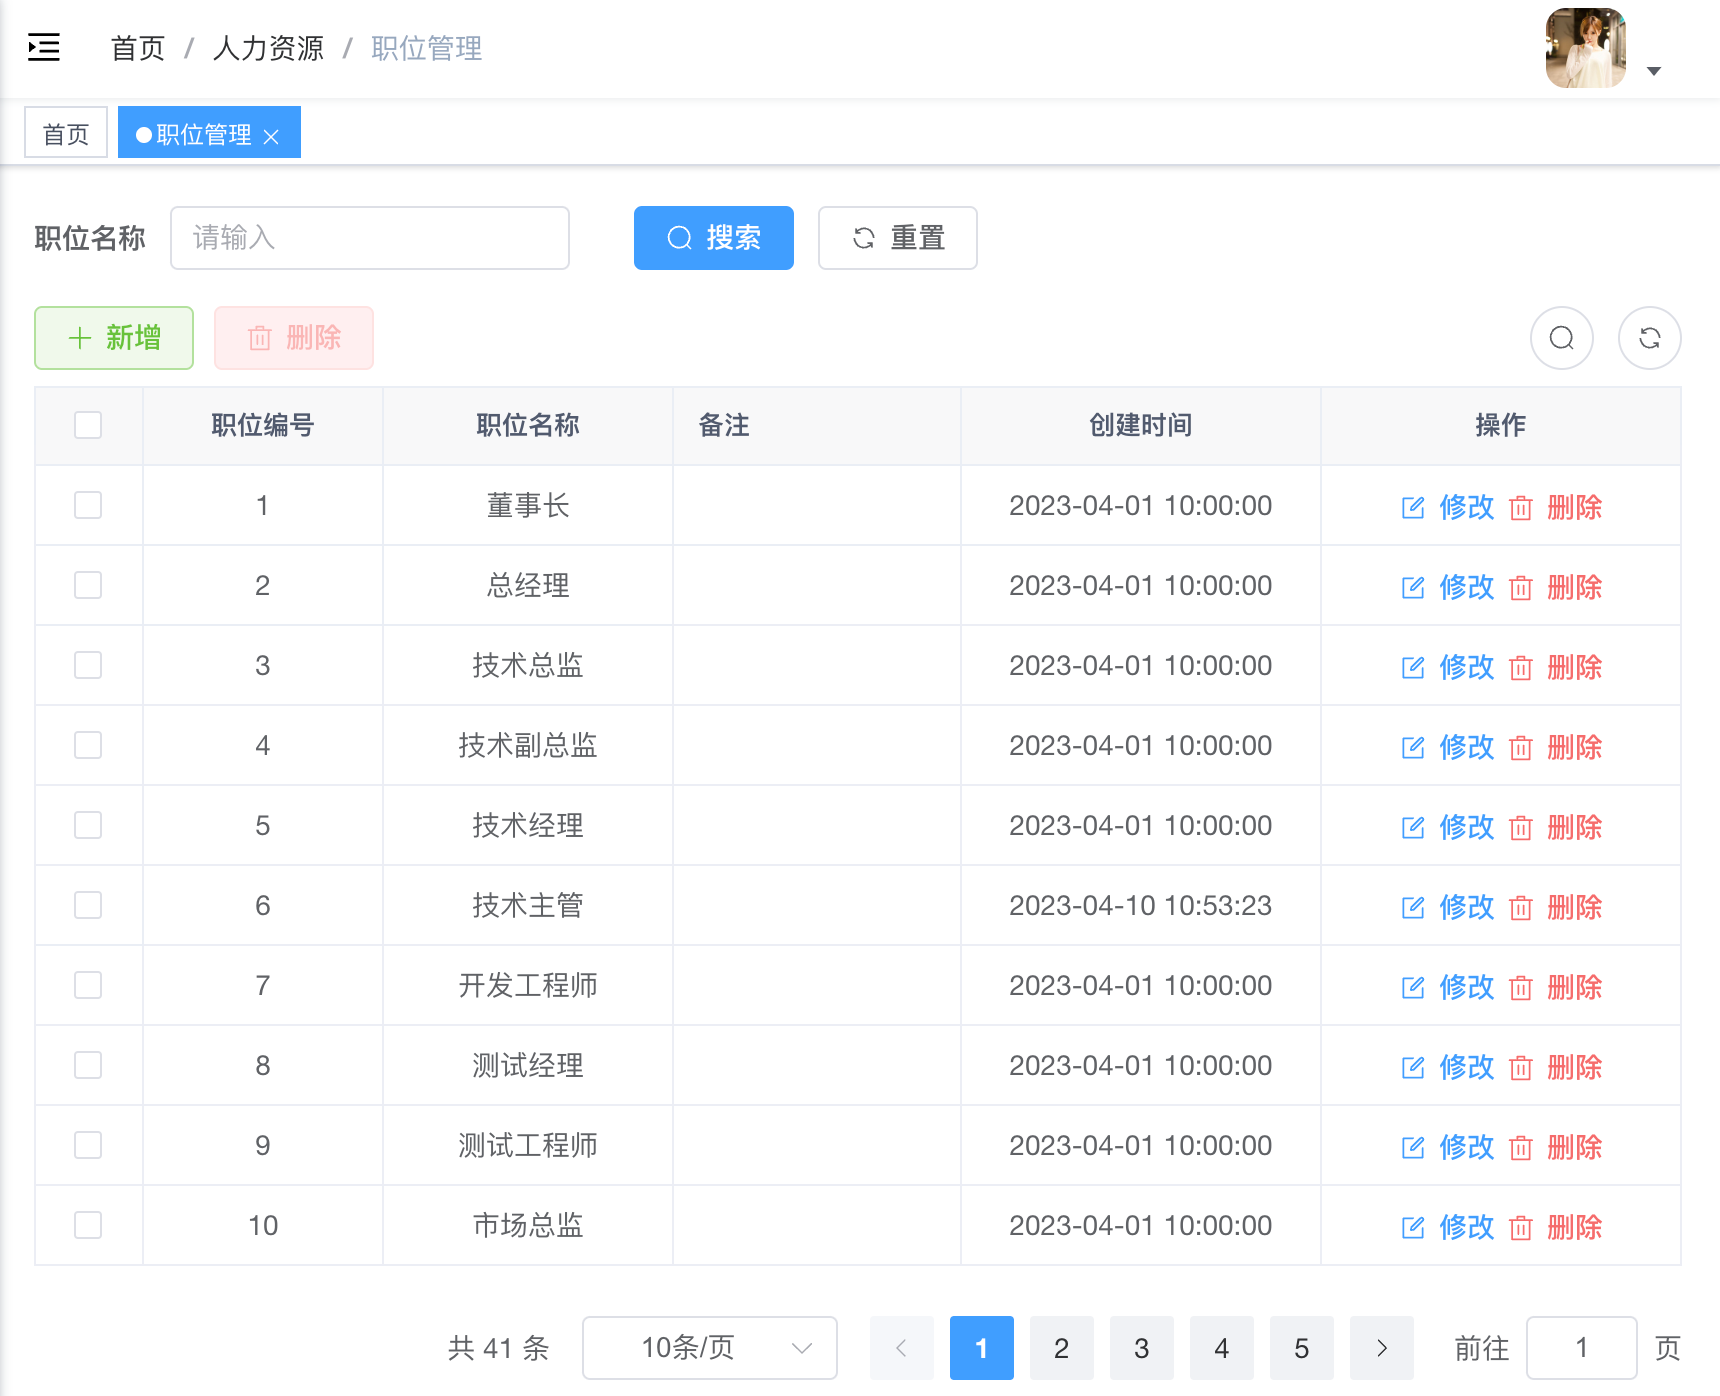 首页 / 人力资源 / 职位管理
首页 职位管理
职位名称 请输入 搜索 重置
新增 删除
职位编号 职位名称 备注 创建时间 操作
1 董事长 2023-04-01 10:00:00 修改 删除
2 总经理 2023-04-01 10:00:00 修改 删除
3 技术总监 2023-04-01 10:00:00 修改 删除
4 技术副总监 2023-04-01 10:00:00 修改 删除
5 技术经理 2023-04-01 10:00:00 修改 删除
6 技术主管 2023-04-10 10:53:23 修改 删除
7 开发工程师 2023-04-01 10:00:00 修改 删除
8 测试经理 2023-04-01 10:00:00 修改 删除
9 测试工程师 2023-04-01 10:00:00 修改 删除
10 市场总监 2023-04-01 10:00:00 修改 删除
共 41 条 10条/页 1 2 3 4 5 前往 1 页